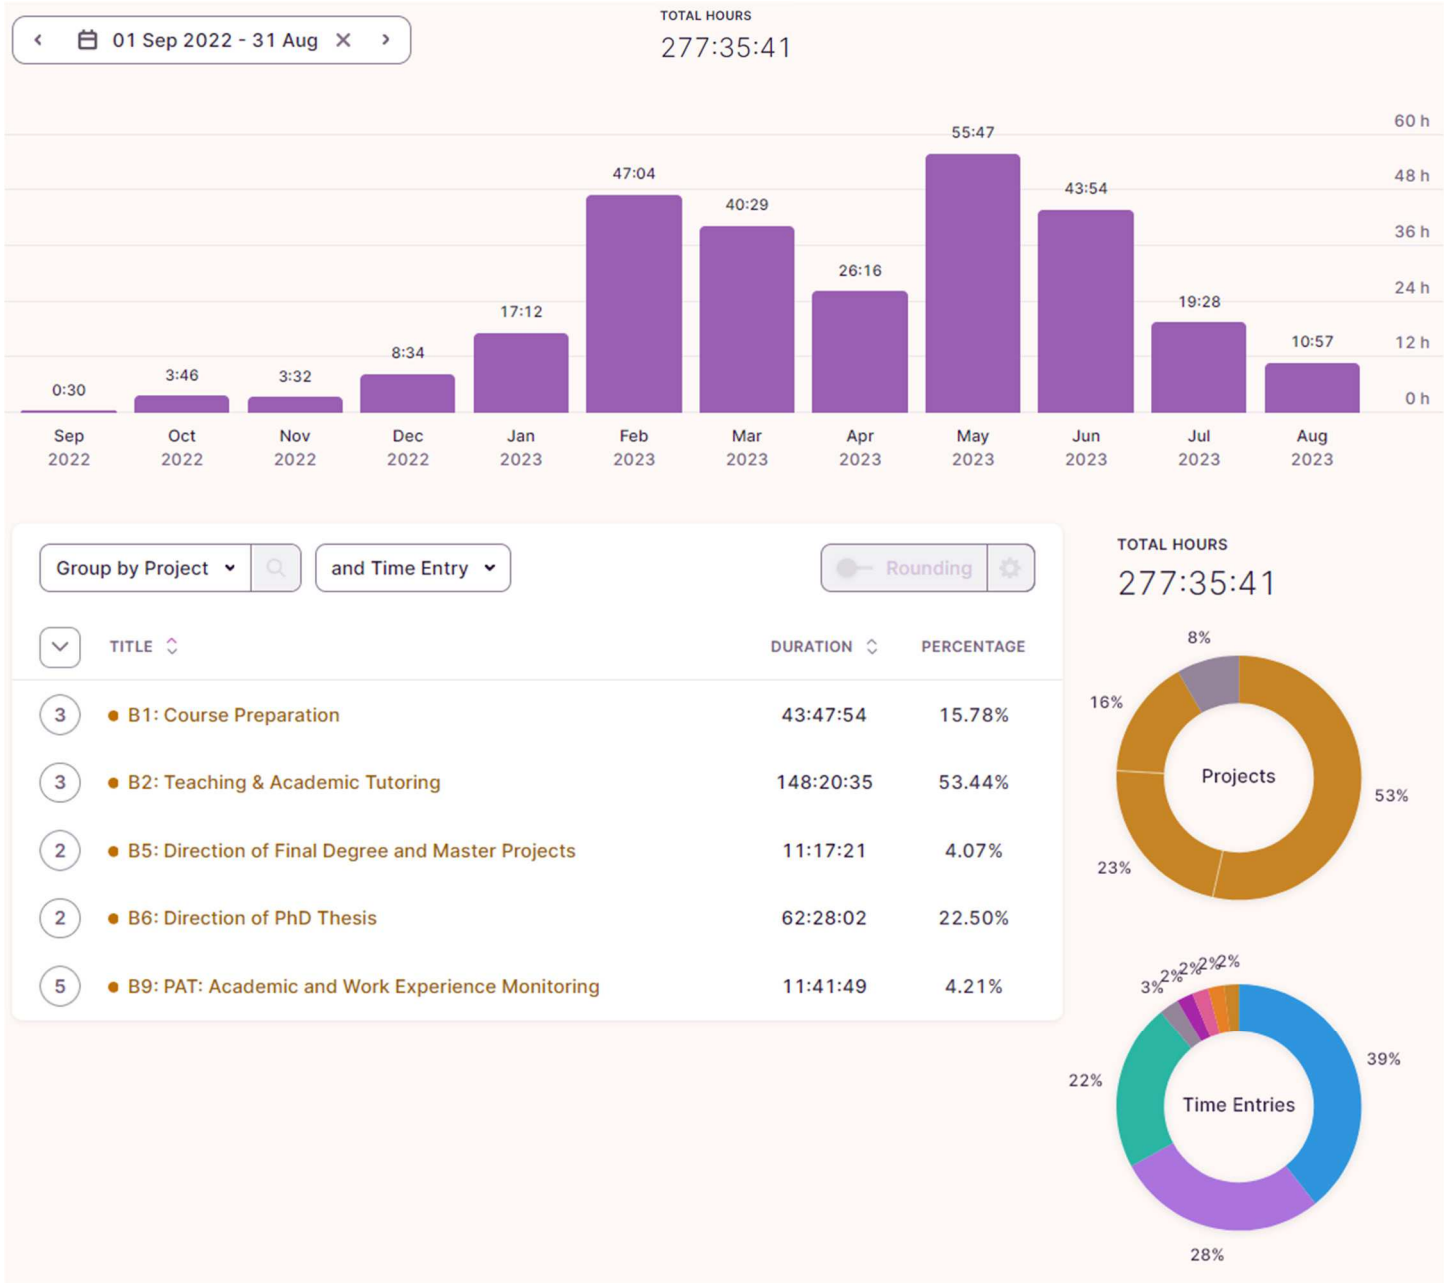 01 Sep 2022 - 31 Aug
TOTAL HOURS
277:35:41
60 h
48 h
36 h
24 h
12 h
0 h
0:30
3:46
3:32
8:34
17:12
47:04
40:29
26:16
55:47
43:54
19:28
10:57
Sep Oct Nov Dec Jan Feb Mar Apr May Jun Jul Aug
2022 2022 2022 2022 2023 2023 2023 2023 2023 2023 2023 2023
Group by Project and Time Entry Rounding
TITLE DURATION PERCENTAGE
3 B1: Course Preparation 43:47:54 15.78%
3 B2: Teaching & Academic Tutoring 148:20:35 53.44%
2 B5: Direction of Final Degree and Master Projects 11:17:21 4.07%
2 B6: Direction of PhD Thesis 62:28:02 22.50%
5 B9: PAT: Academic and Work Experience Monitoring 11:41:49 4.21%
TOTAL HOURS
277:35:41
8%
16%
Projects
53%
23%
3%
2%
2%
2%
2%
39%
22%
Time Entries
28%